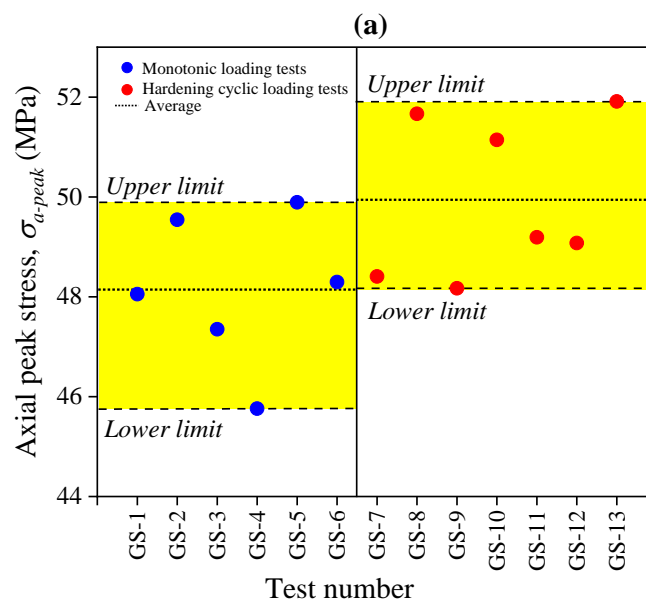 (a)
Axial peak stress, σa-peak (MPa)
52
50
48
46
44
Monotonic loading tests
Hardening cyclic loading tests
Average
Upper limit
Lower limit
Upper limit
Lower limit
GS-1
GS-2
GS-3
GS-4
GS-5
GS-6
GS-7
GS-8
GS-9
GS-10
GS-11
GS-12
GS-13
Test number